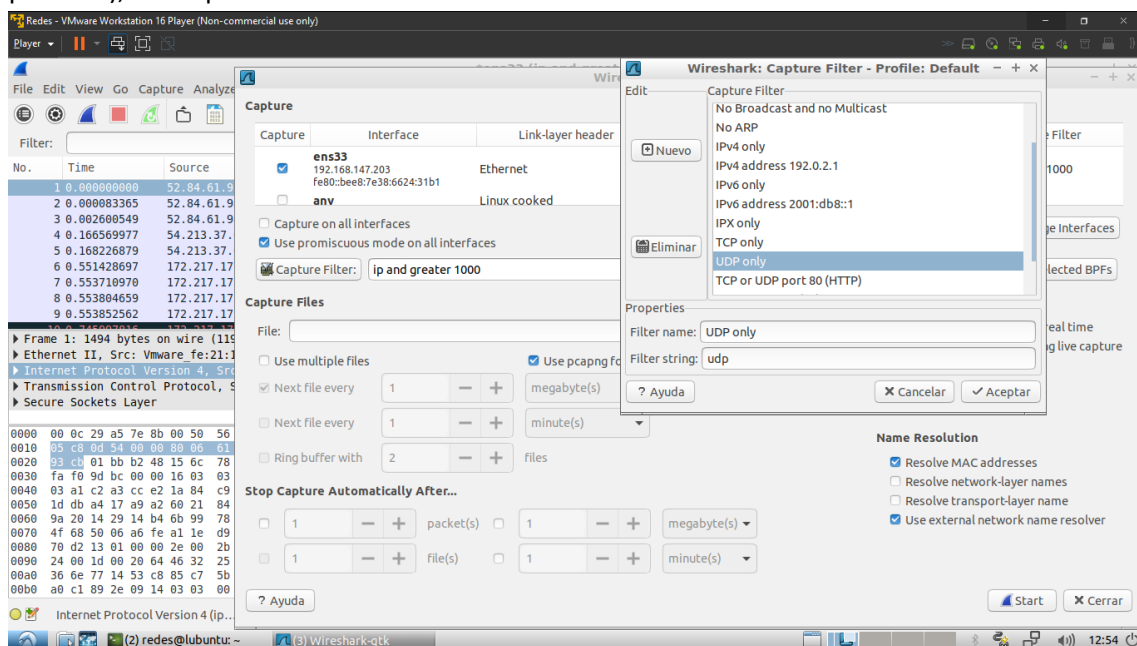 Redes - VMware Workstation 16 Player (Non-commercial use only)
Player
File Edit View Go Capture Analyze
Filter:
No. Time Source
1 0.000000000 52.84.61.9
2 0.000083365 52.84.61.9
3 0.002600549 52.84.61.9
4 0.166569977 54.213.37.
5 0.168226879 54.213.37.
6 0.551428697 172.217.17
7 0.553710970 172.217.17
8 0.553804659 172.217.17
9 0.553852562 172.217.17
Frame 1: 1494 bytes on wire (119
Ethernet II, Src: Vmware_fe:21:1
Internet Protocol Version 4, Src
Transmission Control Protocol, S
Secure Sockets Layer
0000 00 0c 29 a5 7e 8b 00 50 56
0010 05 c8 0d 54 00 00 80 06 61
0020 93 cb 01 bb b2 48 15 6c 78
0030 fa f0 9d bc 00 00 16 03 03
0040 03 a1 c2 a3 cc e2 1a 84 c9
0050 1d db a4 17 a9 a2 60 21 84
0060 9a 20 14 29 14 b4 6b 99 78
0070 4f 68 50 06 a6 fe a1 1e d9
0080 70 d2 13 01 00 00 2e 00 2b
0090 24 00 1d 00 20 64 46 32 25
00a0 36 6e 77 14 53 c8 85 c7 5b
00b0 a0 c1 89 2e 09 14 03 03 00
Internet Protocol Version 4 (ip...
Capture
Capture Interface Link-layer header
ens33
192.168.147.203
fe80::bee8:7e38:6624:31b1
Ethernet
any Linux cooked
Capture on all interfaces
Use promiscuous mode on all interfaces
Capture Filter: ip and greater 1000
Capture Files
File:
Use multiple files Use pcapng fo
Next file every 1 megabyte(s)
Next file every 1 minute(s)
Ring buffer with 2 files
Stop Capture Automatically After...
1 packet(s) 1 megabyte(s)
1 file(s) 1 minute(s)
? Ayuda
Wireshark: Capture Filter - Profile: Default
Edit Capture Filter
Nuevo
Eliminar
No Broadcast and no Multicast
No ARP
IPv4 only
IPv4 address 192.0.2.1
IPv6 only
IPv6 address 2001:db8::1
IPX only
TCP only
UDP only
TCP or UDP port 80 (HTTP)
Properties
Filter name: UDP only
Filter string: udp
? Ayuda Cancelar Aceptar
Filter
1000
ge Interfaces
lected BPFs
eal time
ng live capture
Name Resolution
Resolve MAC addresses
Resolve network-layer names
Resolve transport-layer name
Use external network name resolver
Start Cerrar
(2) redes@lubuntu: ~ (3) Wireshark-gtk 12:54